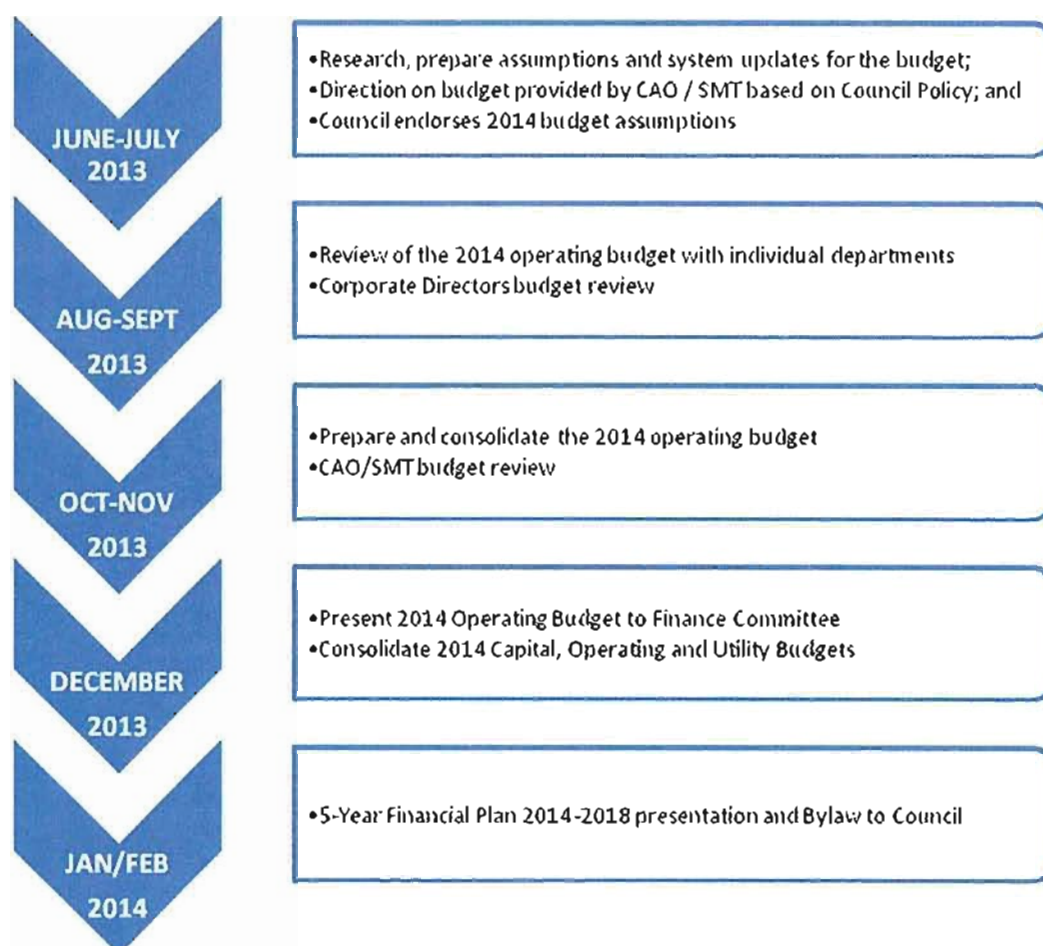 JUNE-JULY
2013
•Research, prepare assumptions and system updates for the budget;
•Direction on budget provided by CAO / SMT based on Council Policy; and
•Council endorses 2014 budget assumptions
AUG-SEPT
2013
•Review of the 2014 operating budget with individual departments
•Corporate Directors budget review
OCT-NOV
2013
•Prepare and consolidate the 2014 operating budget
•CAO/SMT budget review
DECEMBER
2013
•Present 2014 Operating Budget to Finance Committee
•Consolidate 2014 Capital, Operating and Utility Budgets
JAN/FEB
2014
•5-Year Financial Plan 2014-2018 presentation and Bylaw to Council